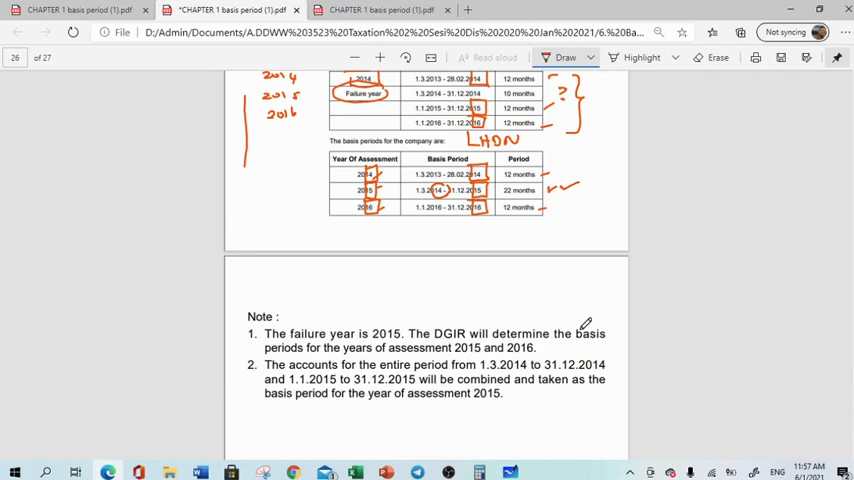 CHAPTER 1 basis period (1).pdf
*CHAPTER 1 basis period (1).pdf
CHAPTER 1 basis period (1).pdf
File
D:/Admin/Documents/A.DDWW%203523%20Taxation%202%20Sesi%20Dis%202020%20Jan%202021/6.%20Ba...
Not syncing
26 of 27
Read aloud
Draw
Highlight
Erase
2014
2014 1.3.2013 - 28.02.2014 12 months
2015
Failure year 1.3.2014 - 31.12.2014 10 months
?
2016
1.1.2015 - 31.12.2015 12 months
1.1.2016 - 31.12.2016 12 months
LHDN
The basis periods for the company are:
Year Of Assessment Basis Period Period
2014 1.3.2013 - 28.02.2014 12 months
2015 1.3.2014 - 31.12.2015 22 months
2016 1.1.2016 - 31.12.2016 12 months
Note :
1. The failure year is 2015. The DGIR will determine the basis
periods for the years of assessment 2015 and 2016.
2. The accounts for the entire period from 1.3.2014 to 31.12.2014
and 1.1.2015 to 31.12.2015 will be combined and taken as the
basis period for the year of assessment 2015.
ENG
11:57 AM
6/1/2021